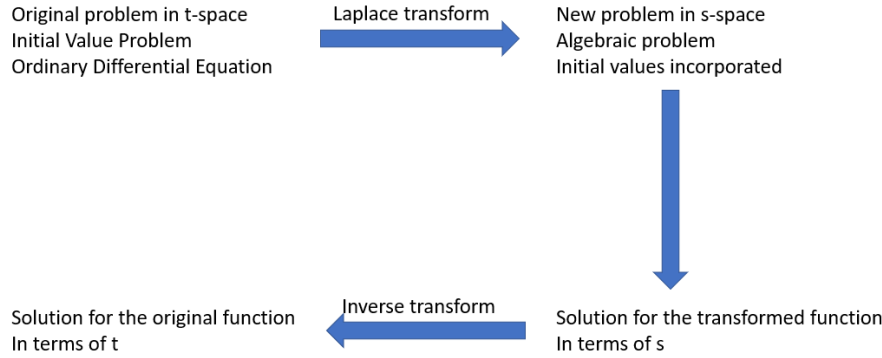 Original problem in t-space
Initial Value Problem
Ordinary Differential Equation
Laplace transform
New problem in s-space
Algebraic problem
Initial values incorporated
Solution for the original function
In terms of t
Inverse transform
Solution for the transformed function
In terms of s